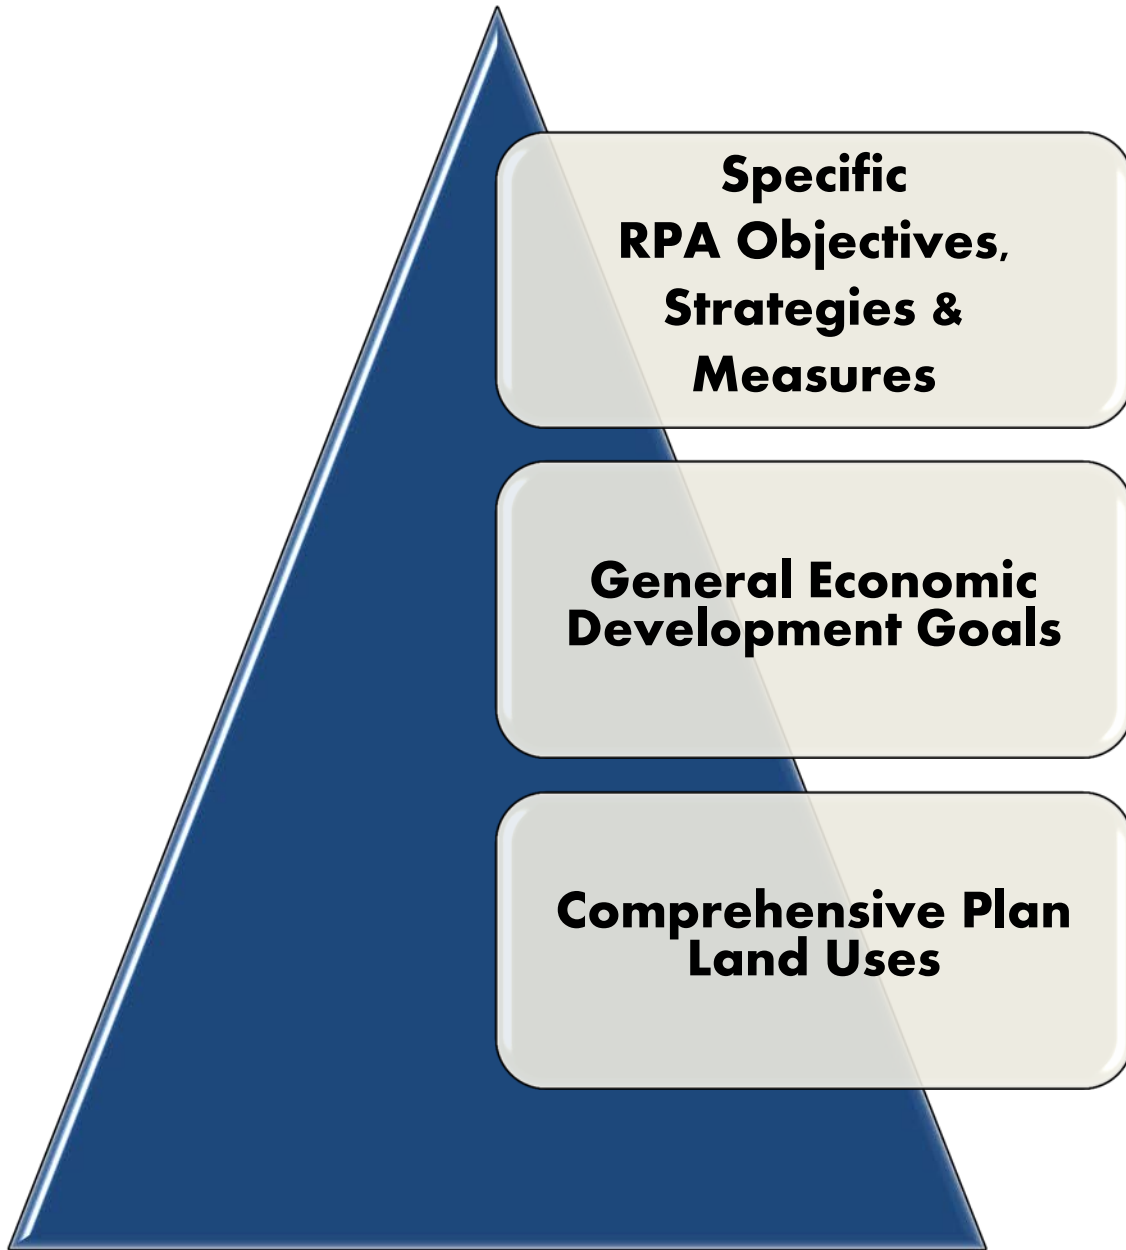 Specific
RPA Objectives,
Strategies &
Measures
General Economic
Development Goals
Comprehensive Plan
Land Uses